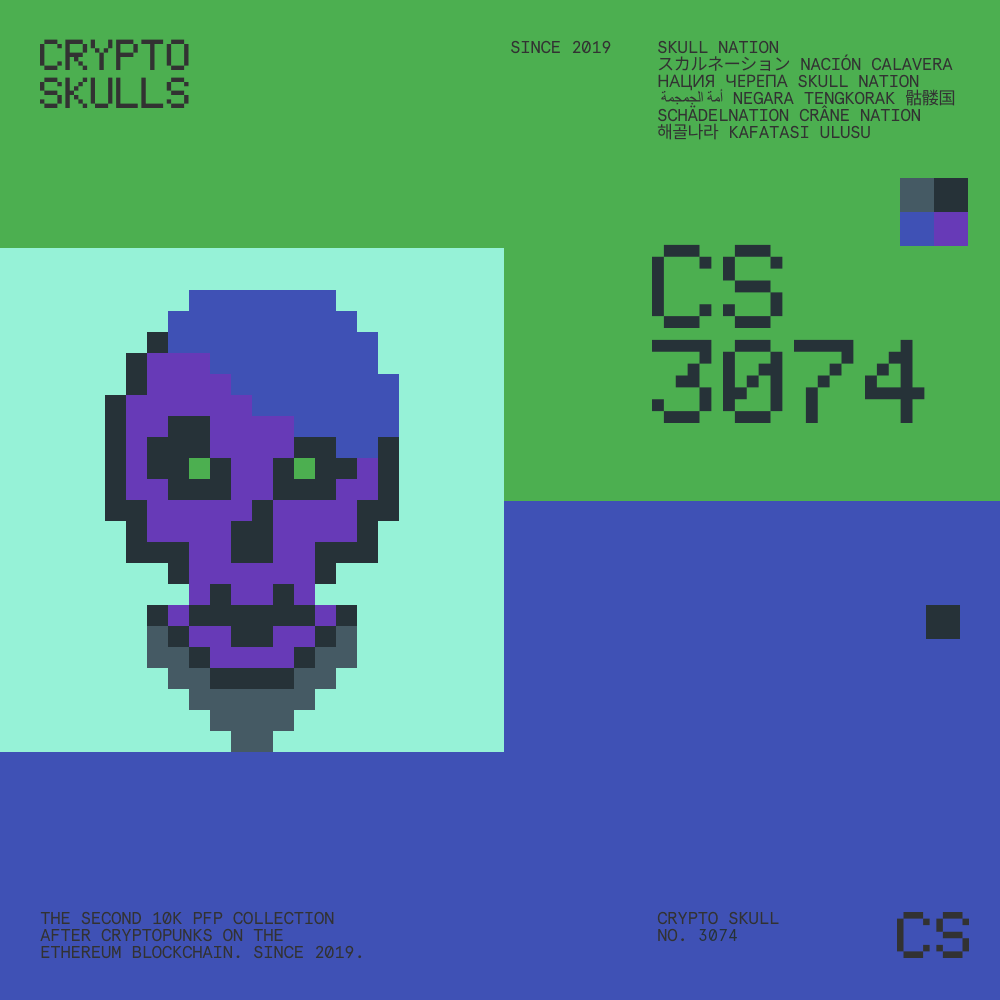 CRYPTO
SKULLS
SINCE 2019
SKULL NATION
スカルネーション NACIÓN CALAVERA
НАЦИЯ ЧЕРЕПА SKULL NATION
أمة الجمجمة NEGARA TENGKORAK 骷髅国
SCHÄDELNATION CRÂNE NATION
해골나라 KAFATASI ULUSU
CS
3074
THE SECOND 10K PFP COLLECTION
AFTER CRYPTOPUNKS ON THE
ETHEREUM BLOCKCHAIN. SINCE 2019.
CRYPTO SKULL
NO. 3074
CS